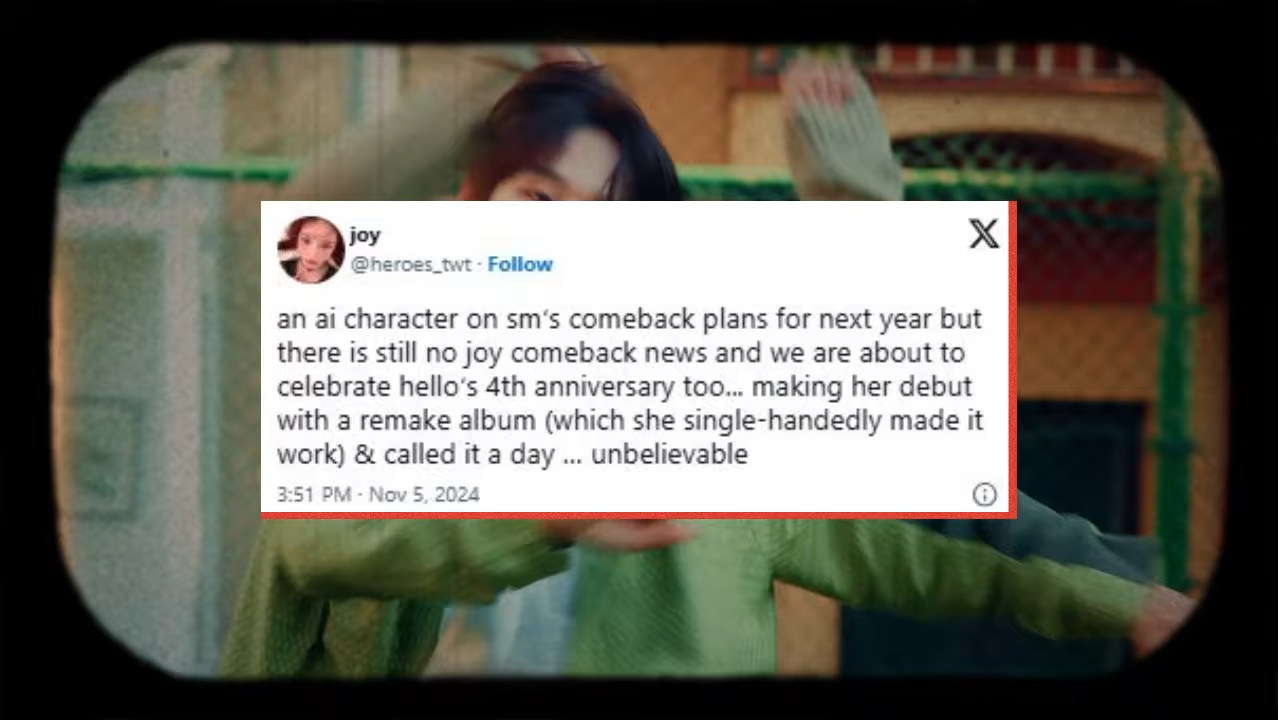 joy
@heroes_twt · Follow
an ai character on sm's comeback plans for next year but
there is still no joy comeback news and we are about to
celebrate hello's 4th anniversary too... making her debut
with a remake album (which she single-handedly made it
work) & called it a day ... unbelievable
3:51 PM · Nov 5, 2024